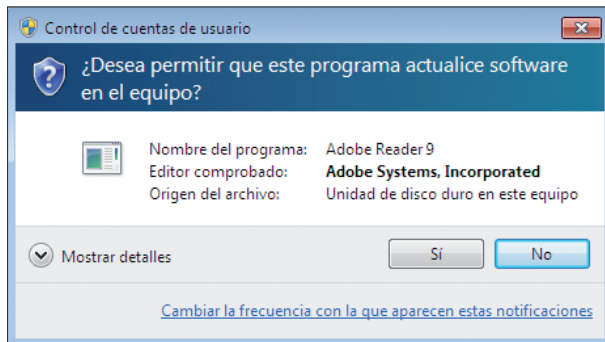 Control de cuentas de usuario
¿Desea permitir que este programa actualice software
en el equipo?
Nombre del programa: Adobe Reader 9
Editor comprobado: Adobe Systems, Incorporated
Origen del archivo: Unidad de disco duro en este equipo
Mostrar detalles Sí No
Cambiar la frecuencia con la que aparecen estas notificaciones